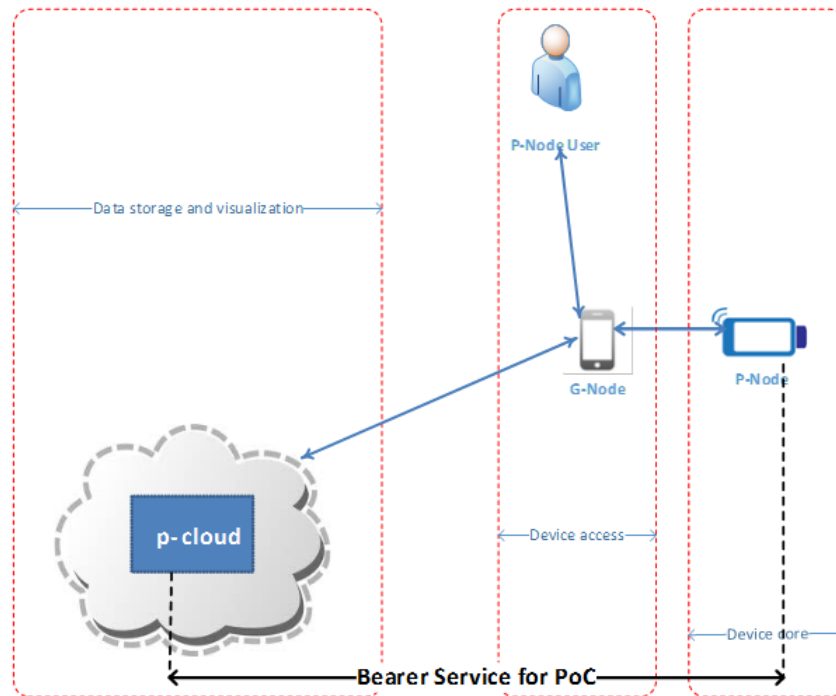 P-Node User
Data storage and visualization
G-Node
P-Node
p-cloud
Device access
Device core
Bearer Service for PoC